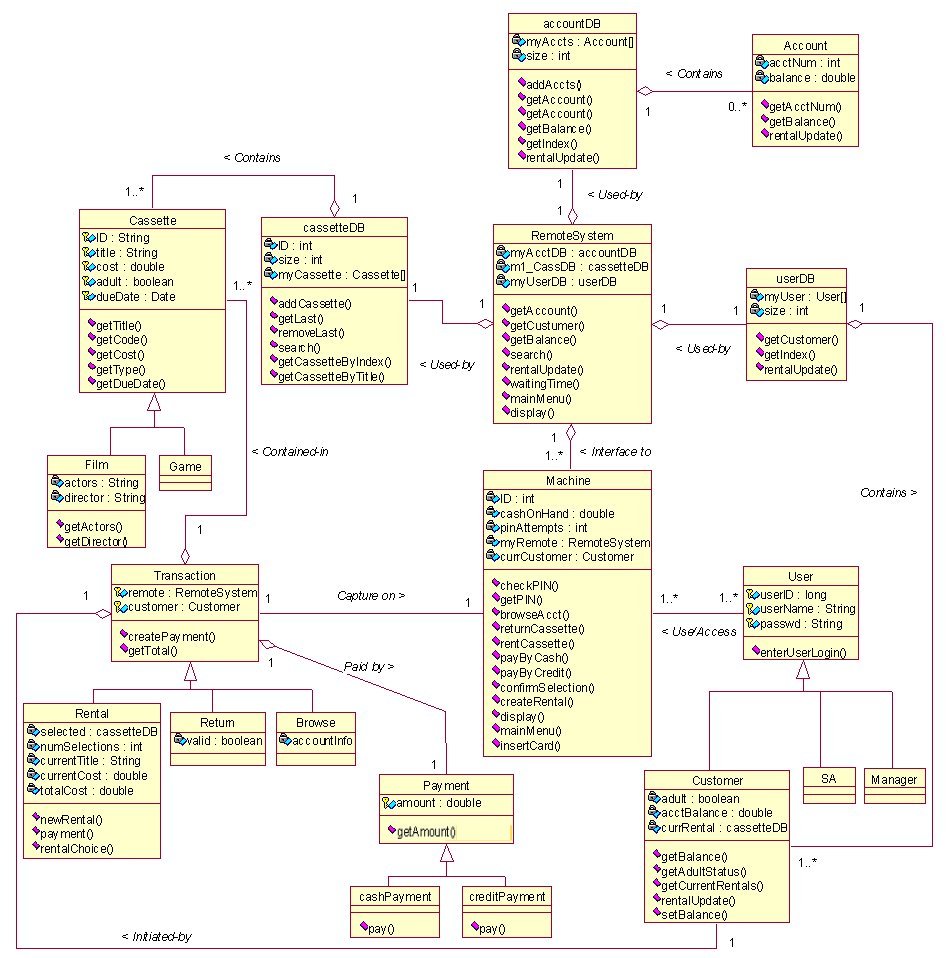 accountDB
myAccts : Account[]
size : int
addAccts()
getAccount()
getAccount()
getBalance()
getIndex()
rentalUpdate()
< Contains
1
0..*
Account
acctNum : int
balance : double
getAcctNum()
getBalance()
rentalUpdate()
< Contains
1..*
1
1
< Used-by
1
Cassette
ID : String
title : String
cost : double
adult : boolean
dueDate : Date
getTitle()
getCode()
getCost()
getType()
getDueDate()
1..*
cassetteDB
ID : int
size : int
myCassette : Cassette[]
addCassette()
getLast()
removeLast()
search()
getCassetteByIndex()
getCassetteByTitle()
1
1
< Used-by
RemoteSystem
myAcctDB : accountDB
m1_CassDB : cassetteDB
myUserDB : userDB
getAccount()
getCustumer()
getBalance()
search()
rentalUpdate()
waitingTime()
mainMenu()
display()
1
1
< Used-by
userDB
myUser : User[]
size : int
getCustomer()
getIndex()
rentalUpdate()
1
1
< Interface to
1..*
Contains >
Film
actors : String
director : String
getActors()
getDirector()
Game
< Contained-in
1
Machine
ID : int
cashOnHand : double
pinAttempts : int
myRemote : RemoteSystem
currCustomer : Customer
checkPIN()
getPIN()
browseAcct()
returnCassette()
rentCassette()
payByCash()
payByCredit()
confirmSelection()
createRental()
display()
mainMenu()
insertCard()
1
Transaction
remote : RemoteSystem
customer : Customer
createPayment()
getTotal()
1
Capture on >
1
1..*
1..*
< Use/Access
User
userID : long
userName : String
passwd : String
enterUserLogin()
1
Paid by >
1
Rental
selected : cassetteDB
numSelections : int
currentTitle : String
currentCost : double
totalCost : double
newRental()
payment()
rentalChoice()
Return
valid : boolean
Browse
accountInfo
Payment
amount : double
getAmount()
Customer
adult : boolean
acctBalance : double
currRental : cassetteDB
getBalance()
getAdultStatus()
getCurrentRentals()
rentalUpdate()
setBalance()
SA
Manager
1..*
cashPayment
pay()
creditPayment
pay()
< Initiated-by
1